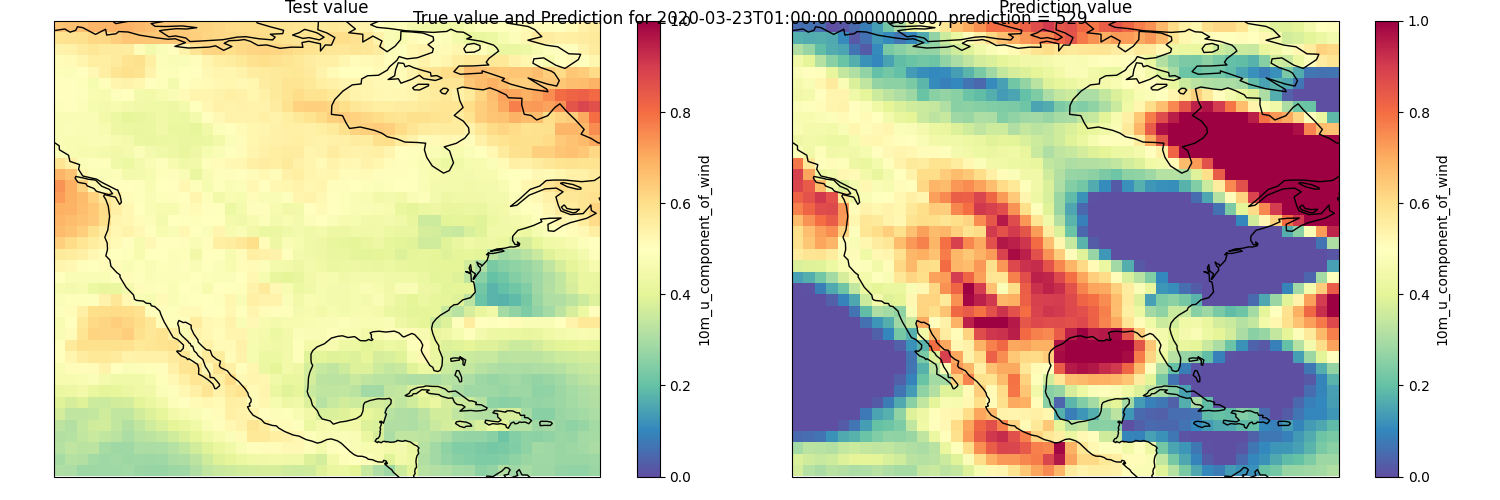 Test value
Prediction value
True value and Prediction for 2020-03-23T01:00:00.000000000, prediction = 529
1.0
0.8
0.6
0.4
0.2
0.0
10m_u_component_of_wind
1.0
0.8
0.6
0.4
0.2
0.0
10m_u_component_of_wind